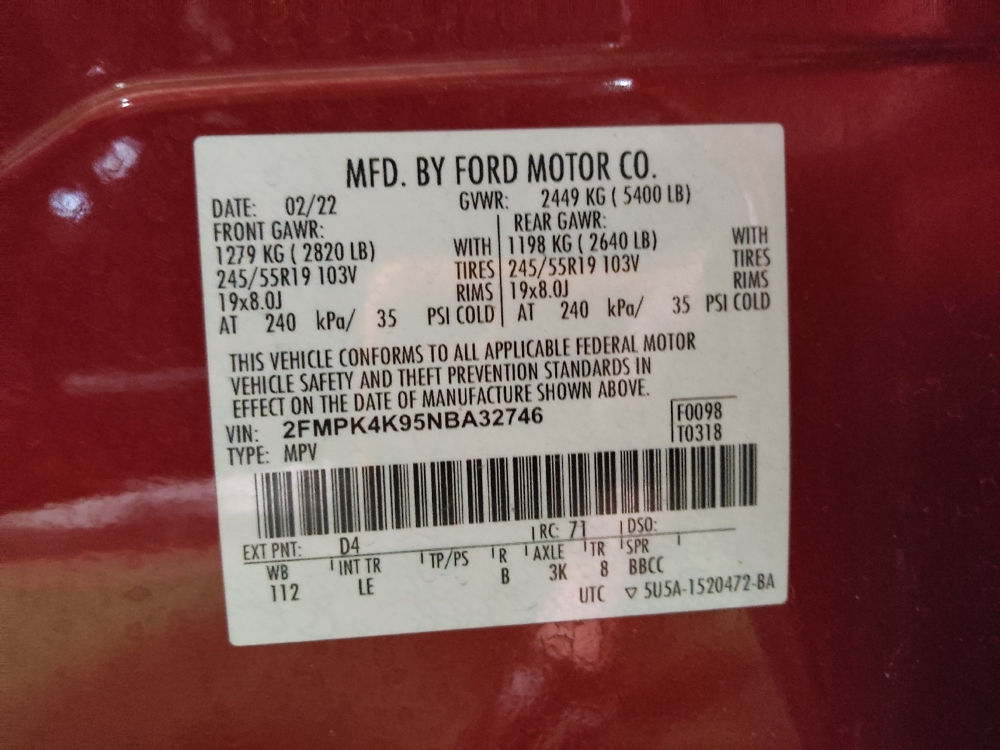 MFD. BY FORD MOTOR CO.
DATE: 02/22 GVWR: 2449 KG ( 5400 LB)
FRONT GAWR: REAR GAWR:
1279 KG ( 2820 LB) WITH 1198 KG ( 2640 LB) WITH
245/55R19 103V TIRES 245/55R19 103V TIRES
19x8.0J RIMS 19x8.0J RIMS
AT 240 kPa/ 35 PSI COLD AT 240 kPa/ 35 PSI COLD
THIS VEHICLE CONFORMS TO ALL APPLICABLE FEDERAL MOTOR
VEHICLE SAFETY AND THEFT PREVENTION STANDARDS IN
EFFECT ON THE DATE OF MANUFACTURE SHOWN ABOVE.
VIN: 2FMPK4K95NBA32746 F0098
TYPE: MPV T0318
EXT PNT: D4 RC: 71 DSO:
WB INT TR TP/PS R AXLE TR SPR
112 LE B 3K 8 BBCC
UTC ▽ 5U5A-1520472-BA